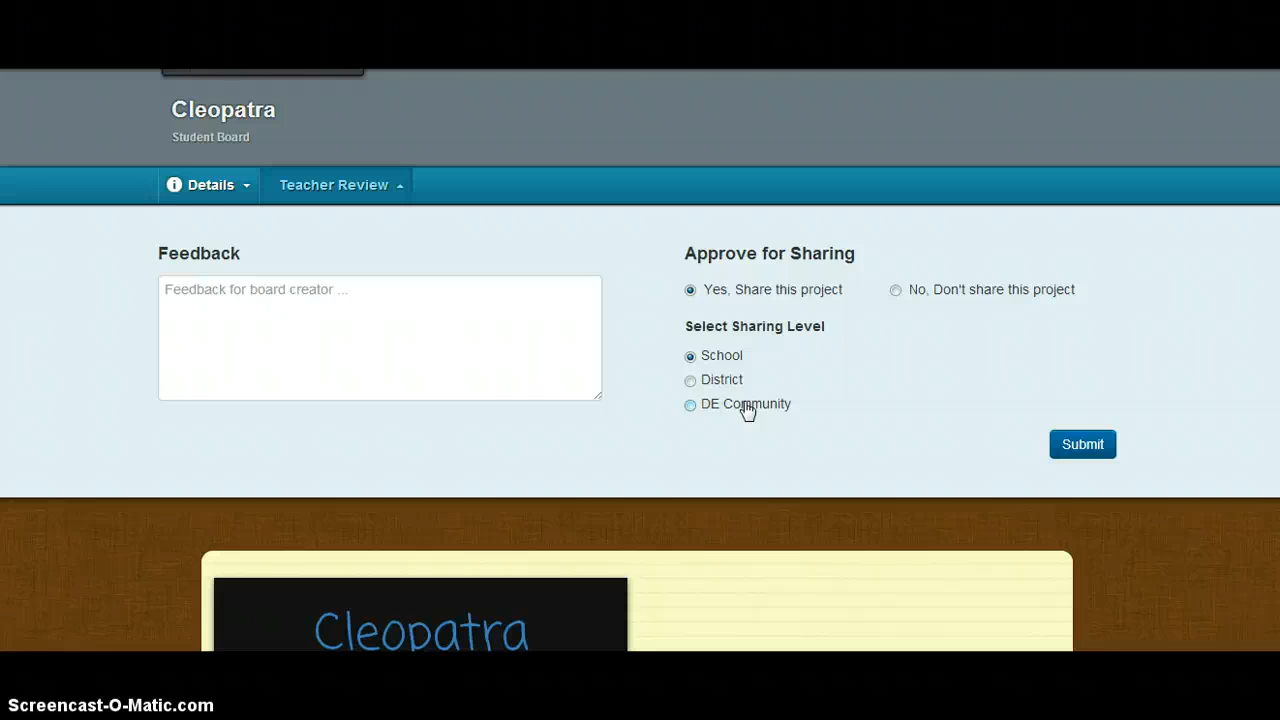 Cleopatra
Student Board
Details
Teacher Review
Feedback
Feedback for board creator ...
Approve for Sharing
Yes, Share this project
No, Don't share this project
Select Sharing Level
School
District
DE Community
Submit
Cleopatra
Screencast-O-Matic.com